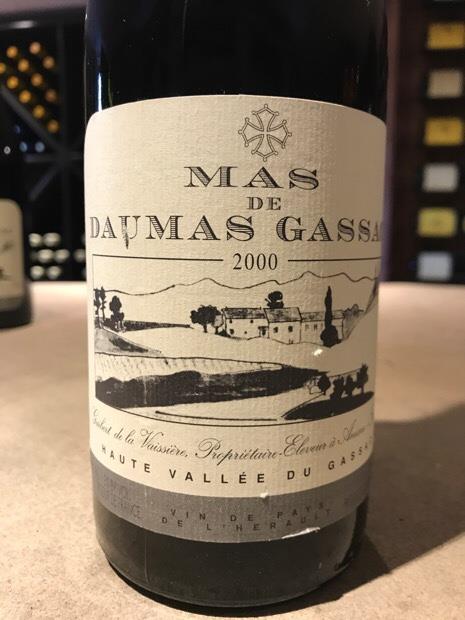 MAS
DE
DAUMAS GASSA
2000
Guibert de la Vaissière, Propriétaire-Eleveur à Aniane
HAUTE VALLÉE DU GASSA
VIN DE PAYS
DE L'HERAULT